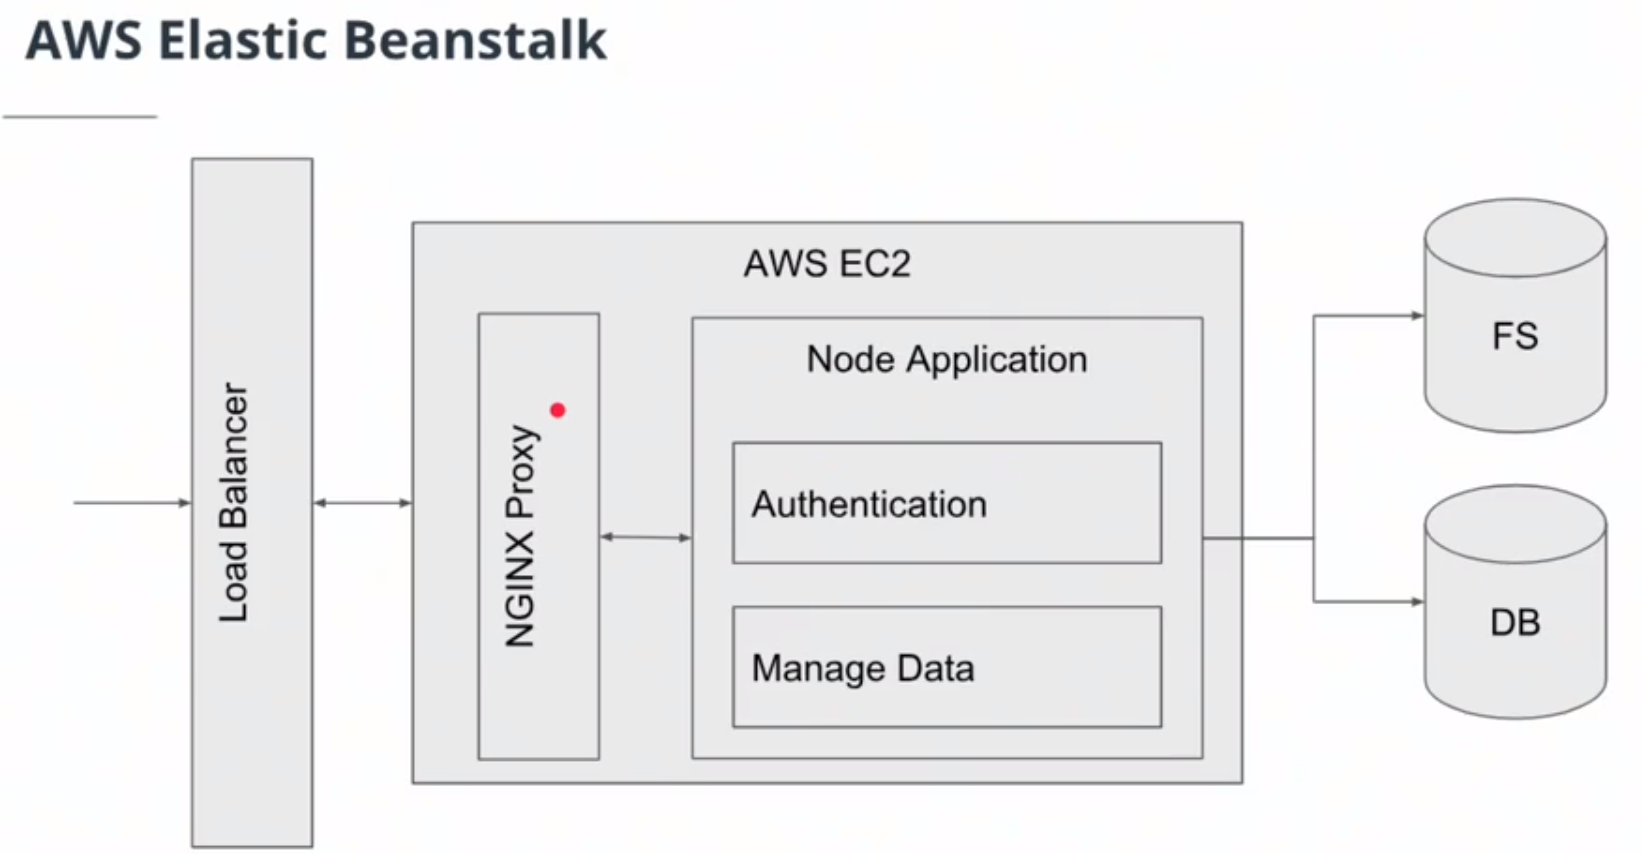 AWS Elastic Beanstalk
Load Balancer
AWS EC2
NGINX Proxy
Node Application
Authentication
Manage Data
FS
DB